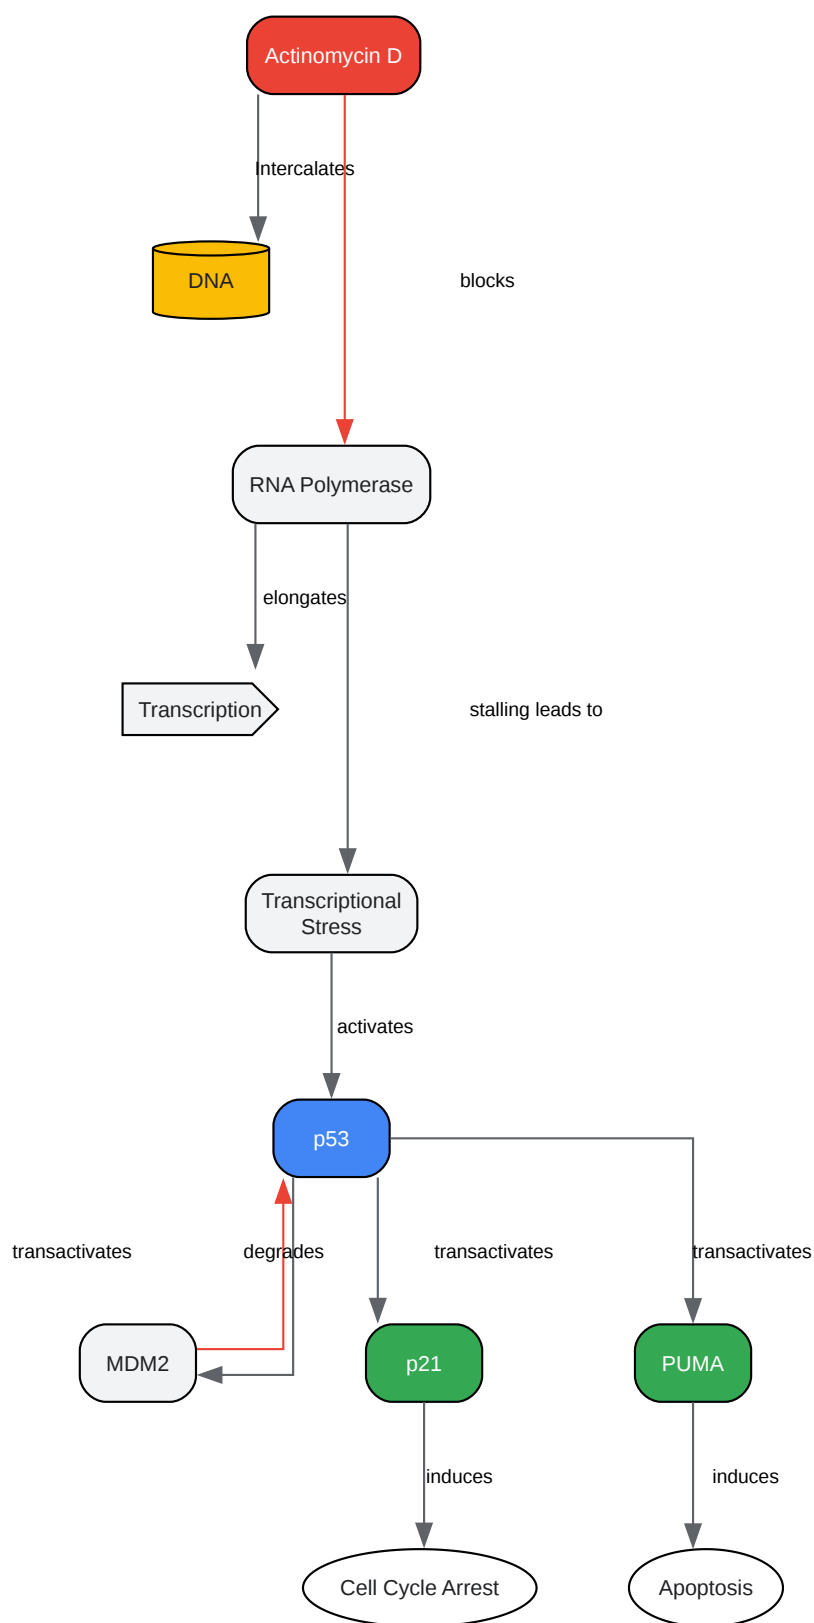 Actinomycin D
Intercalates
DNA
blocks
RNA Polymerase
elongates
Transcription
stalling leads to
Transcriptional
Stress
activates
p53
transactivates
degrades
transactivates
transactivates
MDM2
p21
PUMA
induces
induces
Cell Cycle Arrest
Apoptosis